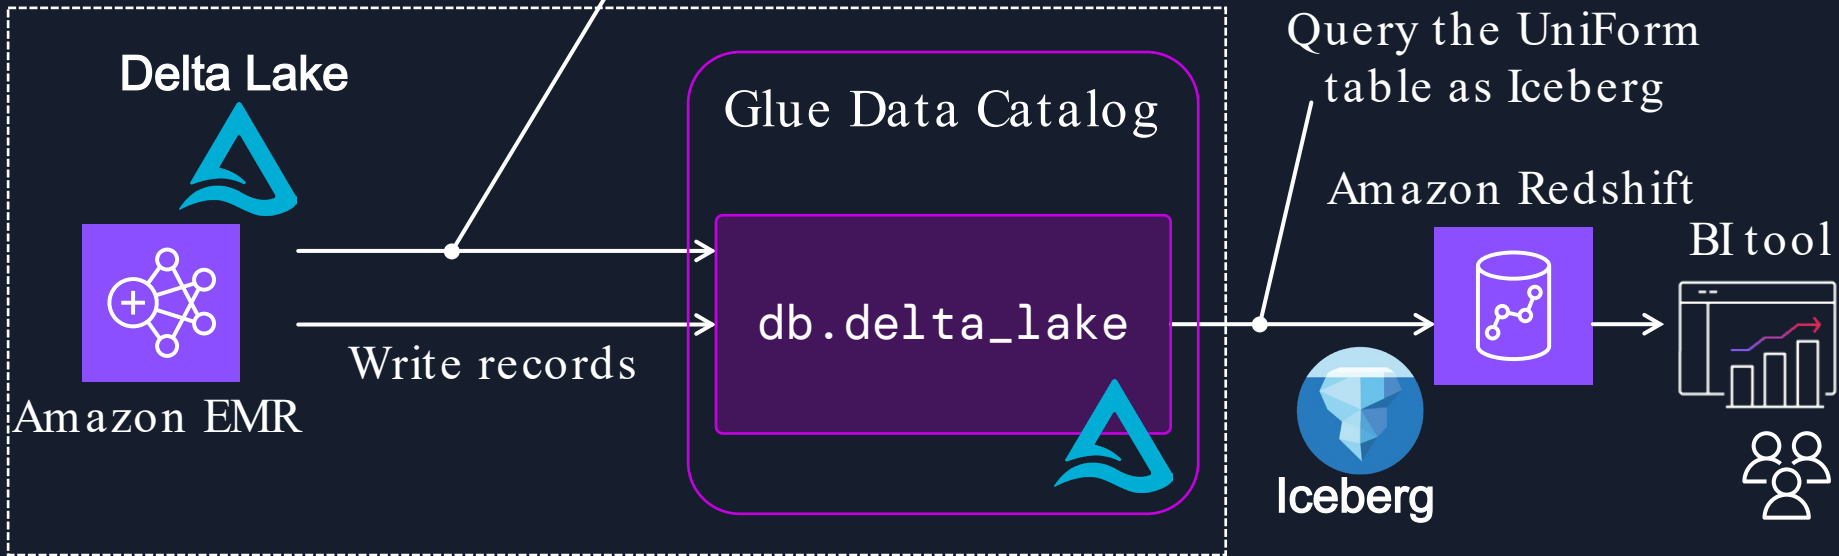 Delta Lake
Amazon EMR
Write records
Glue Data Catalog
db.delta_lake
Query the UniForm
table as Iceberg
Amazon Redshift
Iceberg
BI tool